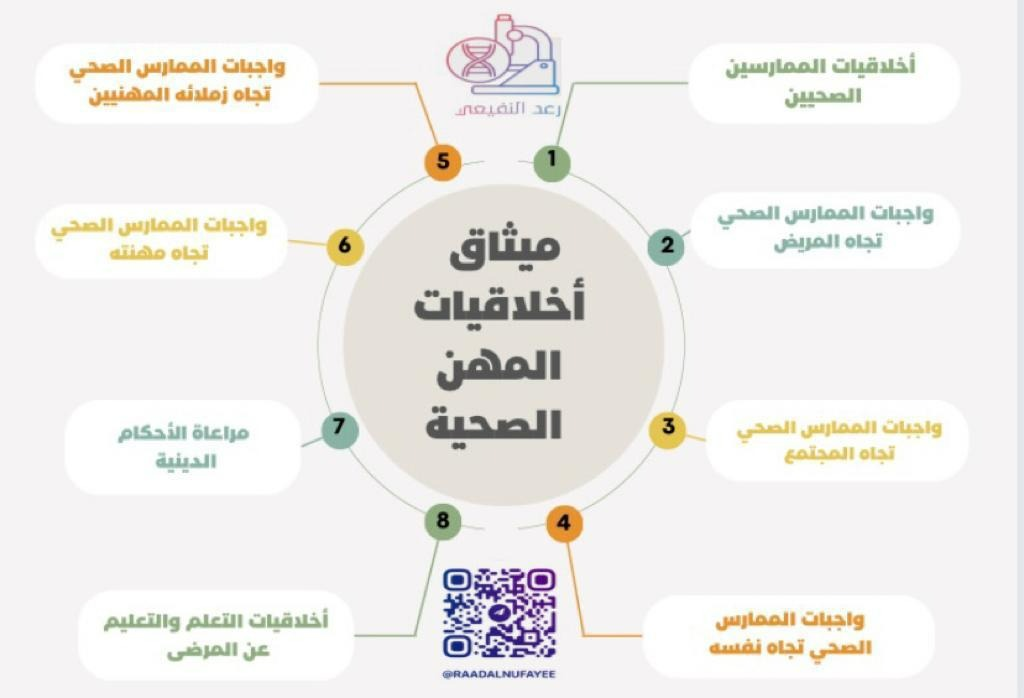 رعد النفيعي
ميثاق
أخلاقيات
المهن
الصحية
1
أخلاقيات الممارسين
الصحيين
2
واجبات الممارس الصحي
تجاه المريض
3
واجبات الممارس الصحي
تجاه المجتمع
4
واجبات الممارس
الصحي تجاه نفسه
5
واجبات الممارس الصحي
تجاه زملائه المهنيين
6
واجبات الممارس الصحي
تجاه مهنته
7
مراعاة الأحكام
الدينية
8
أخلاقيات التعلم والتعليم
عن المرضى
@RAADALNUFAYEE